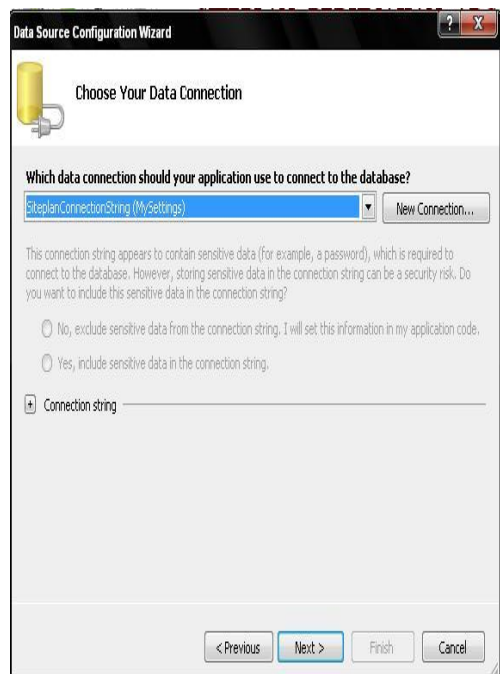 Data Source Configuration Wizard
? X
Choose Your Data Connection
Which data connection should your application use to connect to the database?
SiteplanConnectionString (MySettings)
New Connection...
This connection string appears to contain sensitive data (for example, a password), which is required to
connect to the database. However, storing sensitive data in the connection string can be a security risk. Do
you want to include this sensitive data in the connection string?
No, exclude sensitive data from the connection string. I will set this information in my application code.
Yes, include sensitive data in the connection string.
+ Connection string
< Previous
Next >
Finish
Cancel